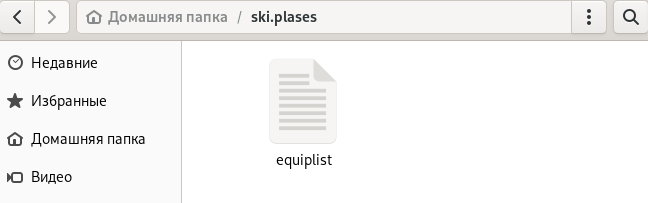 Домашняя папка / ski.plases
Недавние
Избранные
Домашняя папка
Видео
equiplist